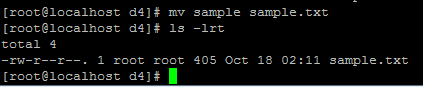 [root@localhost d4]# mv sample sample.txt
[root@localhost d4]# ls -lrt
total 4
-rw-r--r--. 1 root root 405 Oct 18 02:11 sample.txt
[root@localhost d4]#